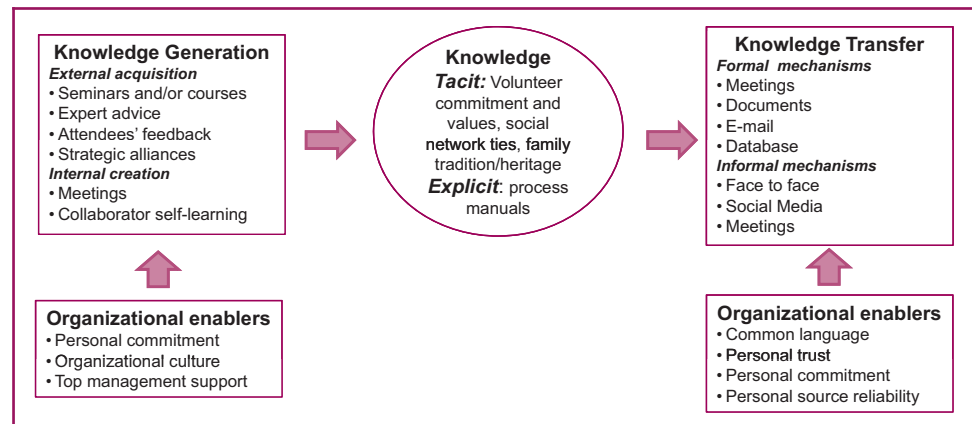 Knowledge Generation
External acquisition
• Seminars and/or courses
• Expert advice
• Attendees' feedback
• Strategic alliances
Internal creation
• Meetings
• Collaborator self-learning
Organizational enablers
• Personal commitment
• Organizational culture
• Top management support
Knowledge
Tacit: Volunteer
commitment and
values, social
network ties, family
tradition/heritage
Explicit: process
manuals
Knowledge Transfer
Formal mechanisms
• Meetings
• Documents
• E-mail
• Database
Informal mechanisms
• Face to face
• Social Media
• Meetings
Organizational enablers
• Common language
• Personal trust
• Personal commitment
• Personal source reliability